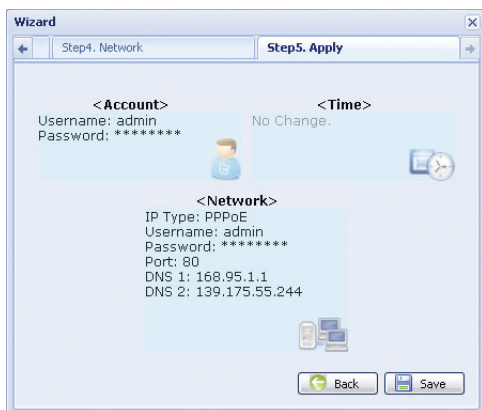 Wizard
Step4. Network
Step5. Apply
<Account>
Username: admin
Password: ********
<Time>
No Change.
<Network>
IP Type: PPPoE
Username: admin
Password: ********
Port: 80
DNS 1: 168.95.1.1
DNS 2: 139.175.55.244
Back
Save